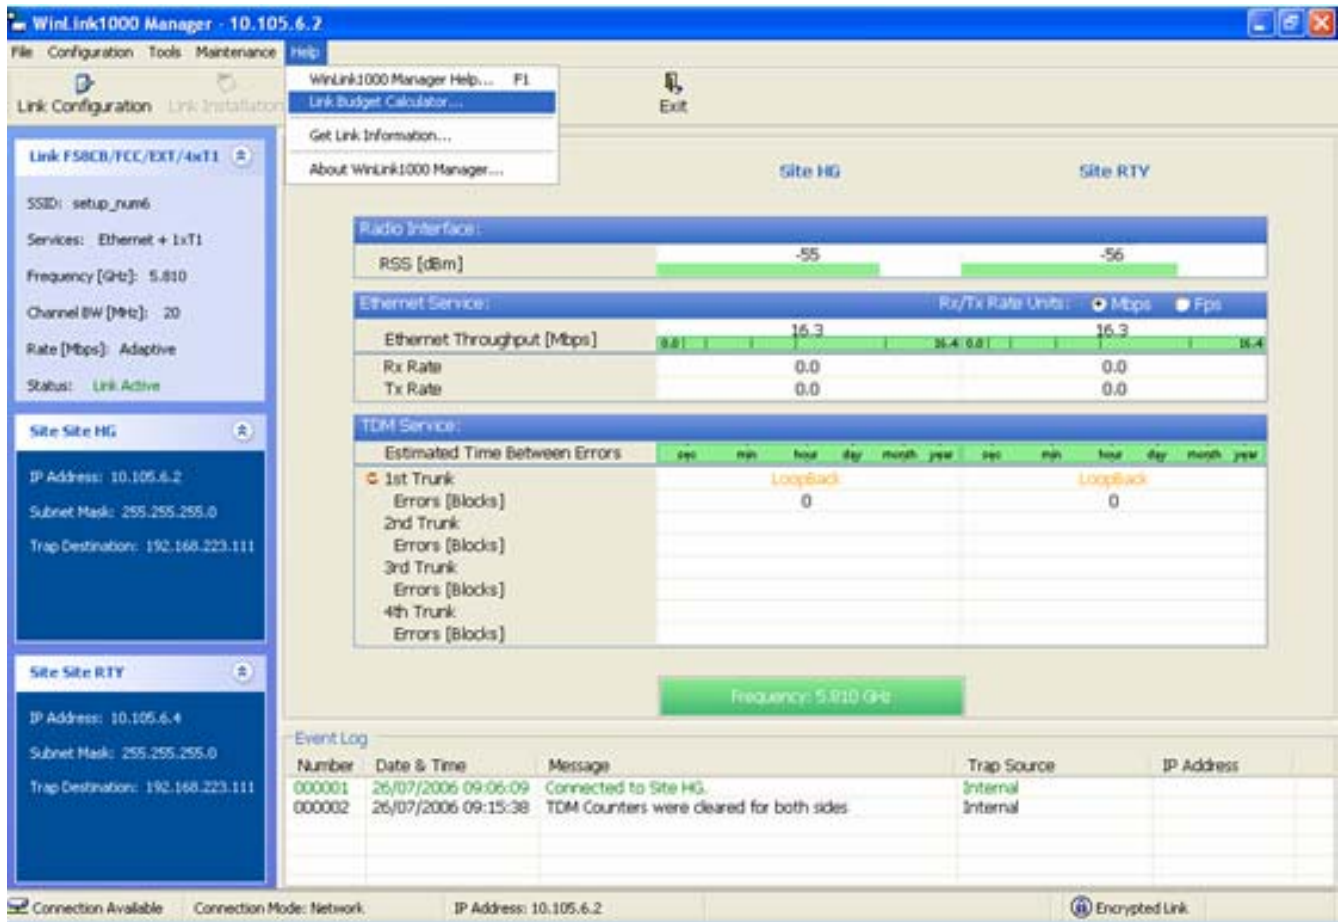 WinLink1000 Manager - 10.105.6.2
File Configuration Tools Maintenance Help
Link Configuration Link Installation Exit
WinLink1000 Manager Help... F1
Link Budget Calculator...
Get Link Information...
About WinLink1000 Manager...
Link F58CB/FCC/EXT/4xT1
SSID: setup_num6
Services: Ethernet + 1xT1
Frequency [GHz]: 5.810
Channel BW [MHz]: 20
Rate [Mbps]: Adaptive
Status: Link Active
Site Site HG
IP Address: 10.105.6.2
Subnet Mask: 255.255.255.0
Trap Destination: 192.168.223.111
Site Site RTY
IP Address: 10.105.6.4
Subnet Mask: 255.255.255.0
Trap Destination: 192.168.223.111
Site HG Site RTY
Radio Interface:
RSS [dBm] -55 -56
Ethernet Service: Rx/Tx Rate Units: Mbps Fps
Ethernet Throughput [Mbps] 0.0 16.3 16.4 0.0 16.3 16.4
Rx Rate 0.0 0.0
Tx Rate 0.0 0.0
TDM Service:
Estimated Time Between Errors sec min hour day month year sec min hour day month year
1st Trunk LoopBack LoopBack
Errors [Blocks] 0 0
2nd Trunk
Errors [Blocks]
3rd Trunk
Errors [Blocks]
4th Trunk
Errors [Blocks]
Frequency: 5.810 GHz
Event Log
Number Date & Time Message Trap Source IP Address
000001 26/07/2006 09:06:09 Connected to Site HG. Internal
000002 26/07/2006 09:15:38 TDM Counters were cleared for both sides Internal
Connection Available Connection Mode: Network IP Address: 10.105.6.2 Encrypted Link